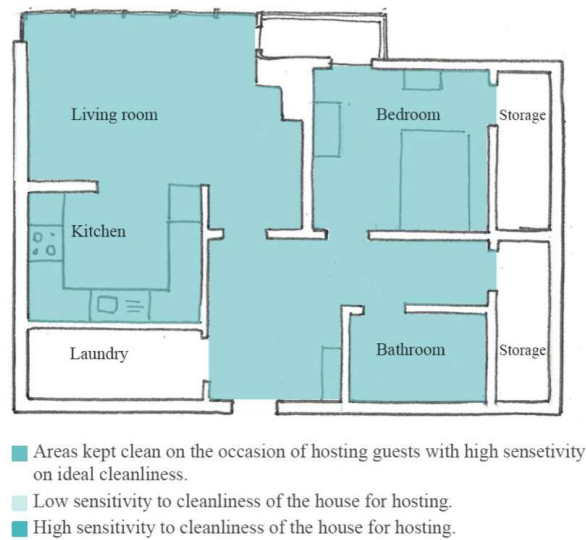 Living room
Bedroom
Storage
Kitchen
Laundry
Bathroom
Storage
Areas kept clean on the occasion of hosting guests with high sensetivity
on ideal cleanliness.
Low sensitivity to cleanliness of the house for hosting.
High sensitivity to cleanliness of the house for hosting.